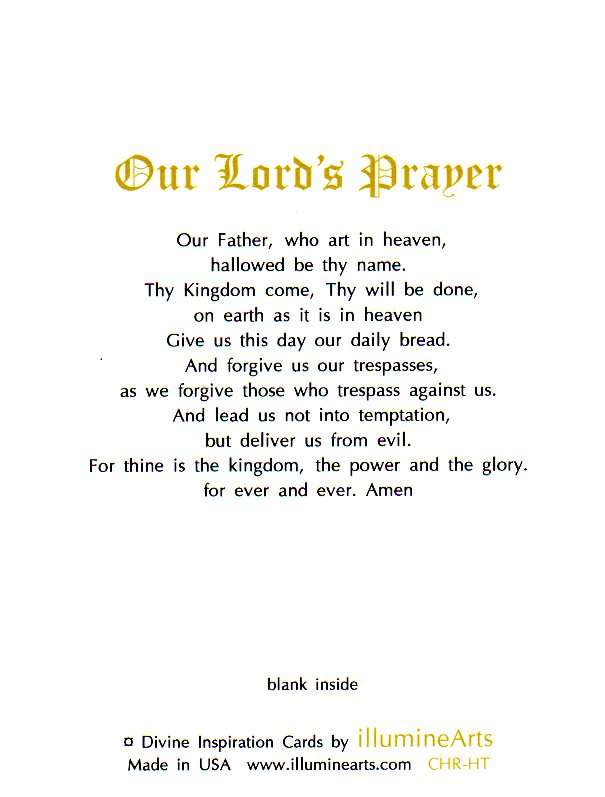 Our Lord's Prayer
Our Father, who art in heaven,
hallowed be thy name.
Thy Kingdom come, Thy will be done,
on earth as it is in heaven
Give us this day our daily bread.
And forgive us our trespasses,
as we forgive those who trespass against us.
And lead us not into temptation,
but deliver us from evil.
For thine is the kingdom, the power and the glory.
for ever and ever. Amen
blank inside
¤ Divine Inspiration Cards by illumineArts
Made in USA www.illuminearts.com CHR-HT